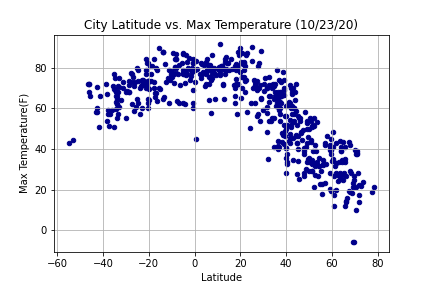 City Latitude vs. Max Temperature (10/23/20)
80
60
40
20
0
Max Temperature(F)
−60 −40 −20 0 20 40 60 80
Latitude